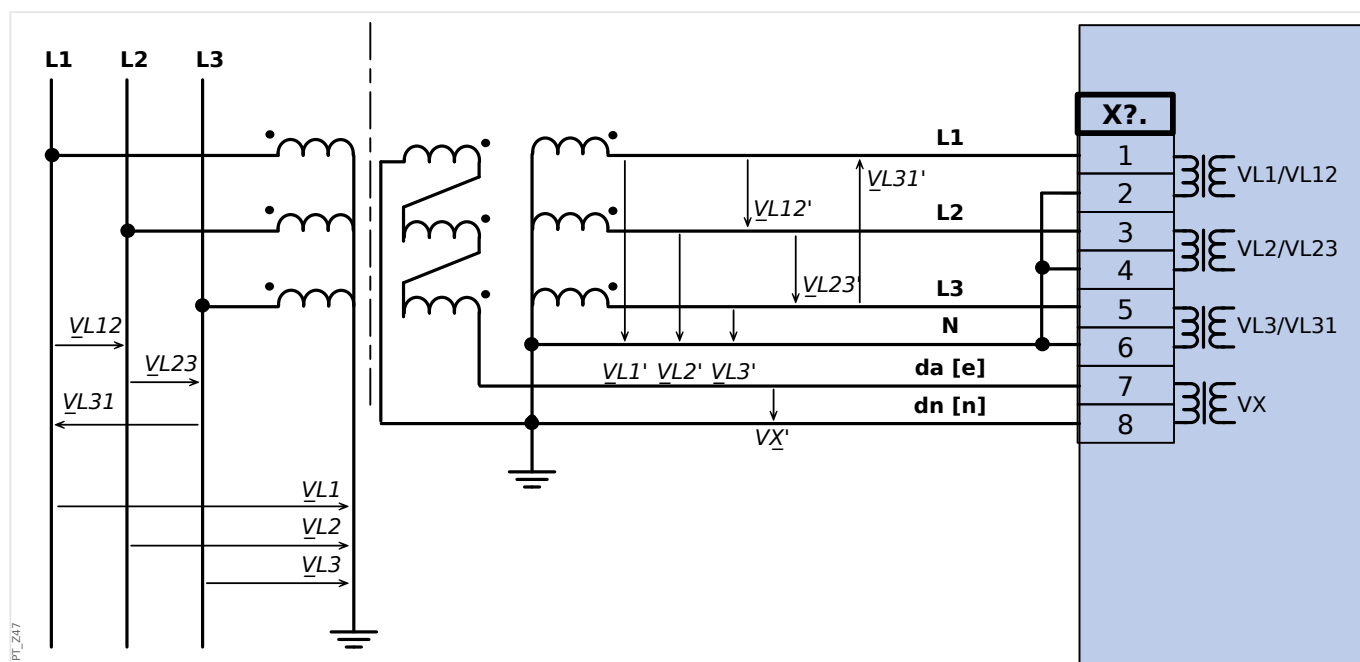 L1 L2 L3
X?.
L1
1
VL1/VL12
VL31'
2
VL12'
L2
3
VL2/VL23
4
VL23'
L3
5
VL3/VL31
N
6
VL12
VL23
VL31
VL1' VL2' VL3'
da [e]
7
VX
dn [n]
8
VX'
VL1
VL2
VL3
PT_Z47